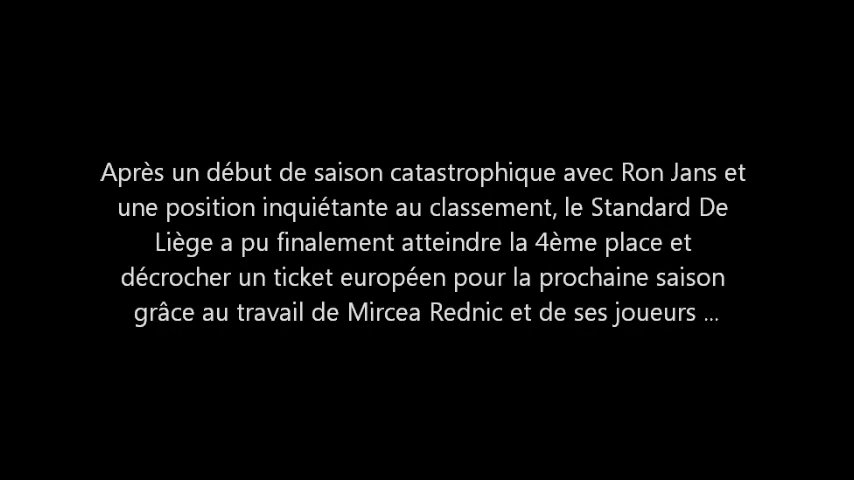 Après un début de saison catastrophique avec Ron Jans et
une position inquiétante au classement, le Standard De
Liège a pu finalement atteindre la 4ème place et
décrocher un ticket européen pour la prochaine saison
grâce au travail de Mircea Rednic et de ses joueurs ...